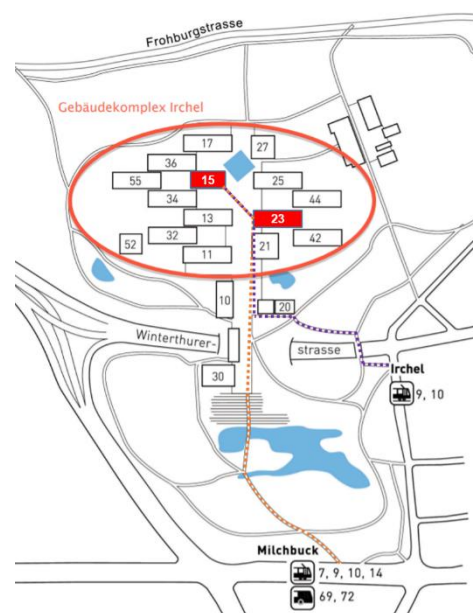 Frohburgstrasse
Gebäudekomplex Irchel
17
27
36
55
15
25
34
44
13
23
32
42
52
11
21
10
20
Winterthurer-
strasse
Irchel
30
9, 10
Milchbuck
7, 9, 10, 14
69, 72